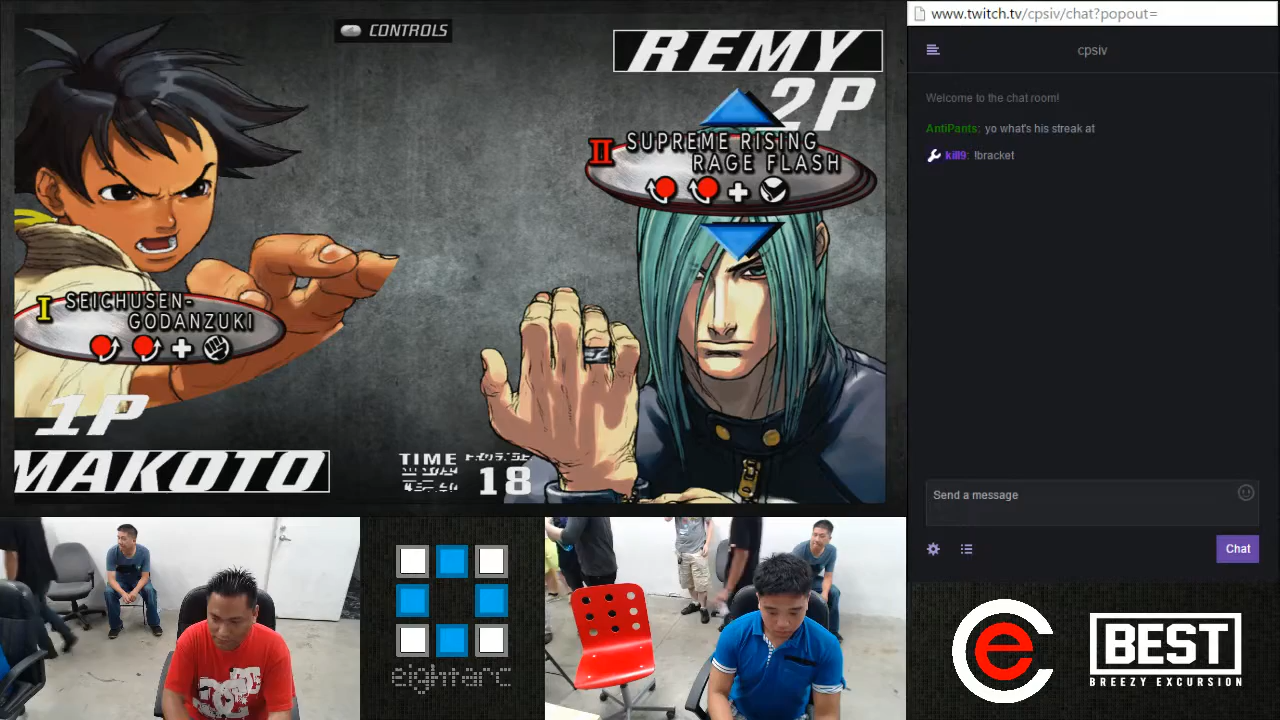 CONTROLS
REMY
2P
II SUPREME RISING
RAGE FLASH
I SEICHUSEN-
GODANZUKI
1P
MAKOTO
TIME
18
www.twitch.tv/cpsiv/chat?popout=
cpsiv
Welcome to the chat room!
AntiPants: yo what's his streak at
kill9: !bracket
Send a message
Chat
eightarc
e
BEST
BREEZY EXCURSION